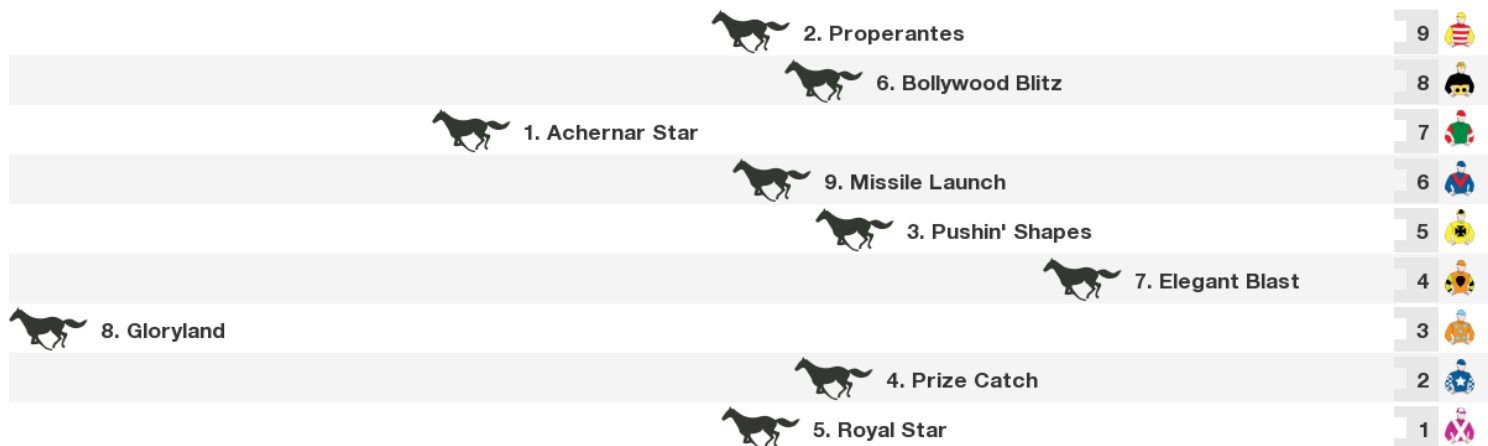 2. Properantes 9
6. Bollywood Blitz 8
1. Achernar Star 7
9. Missile Launch 6
3. Pushin' Shapes 5
7. Elegant Blast 4
8. Gloryland 3
4. Prize Catch 2
5. Royal Star 1